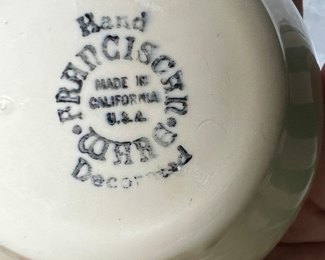 Hand
FRANCISCAN · WARE ·
MADE IN
CALIFORNIA
U.S.A.
Decorated